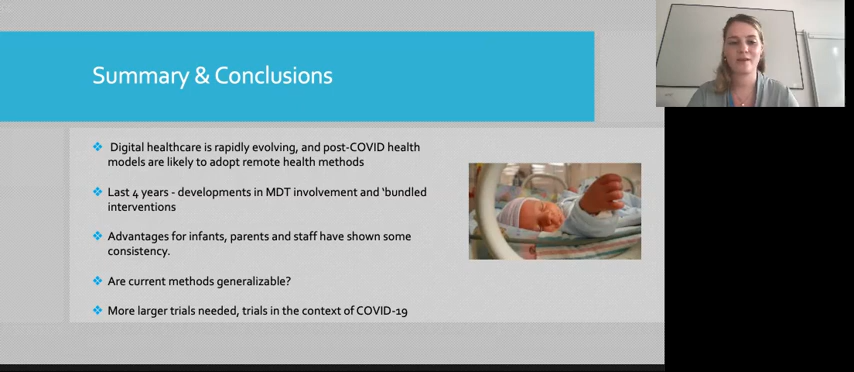 Summary & Conclusions
Digital healthcare is rapidly evolving, and post-COVID health
models are likely to adopt remote health methods
Last 4 years - developments in MDT involvement and ‘bundled
interventions
Advantages for infants, parents and staff have shown some
consistency.
Are current methods generalizable?
More larger trials needed, trials in the context of COVID-19